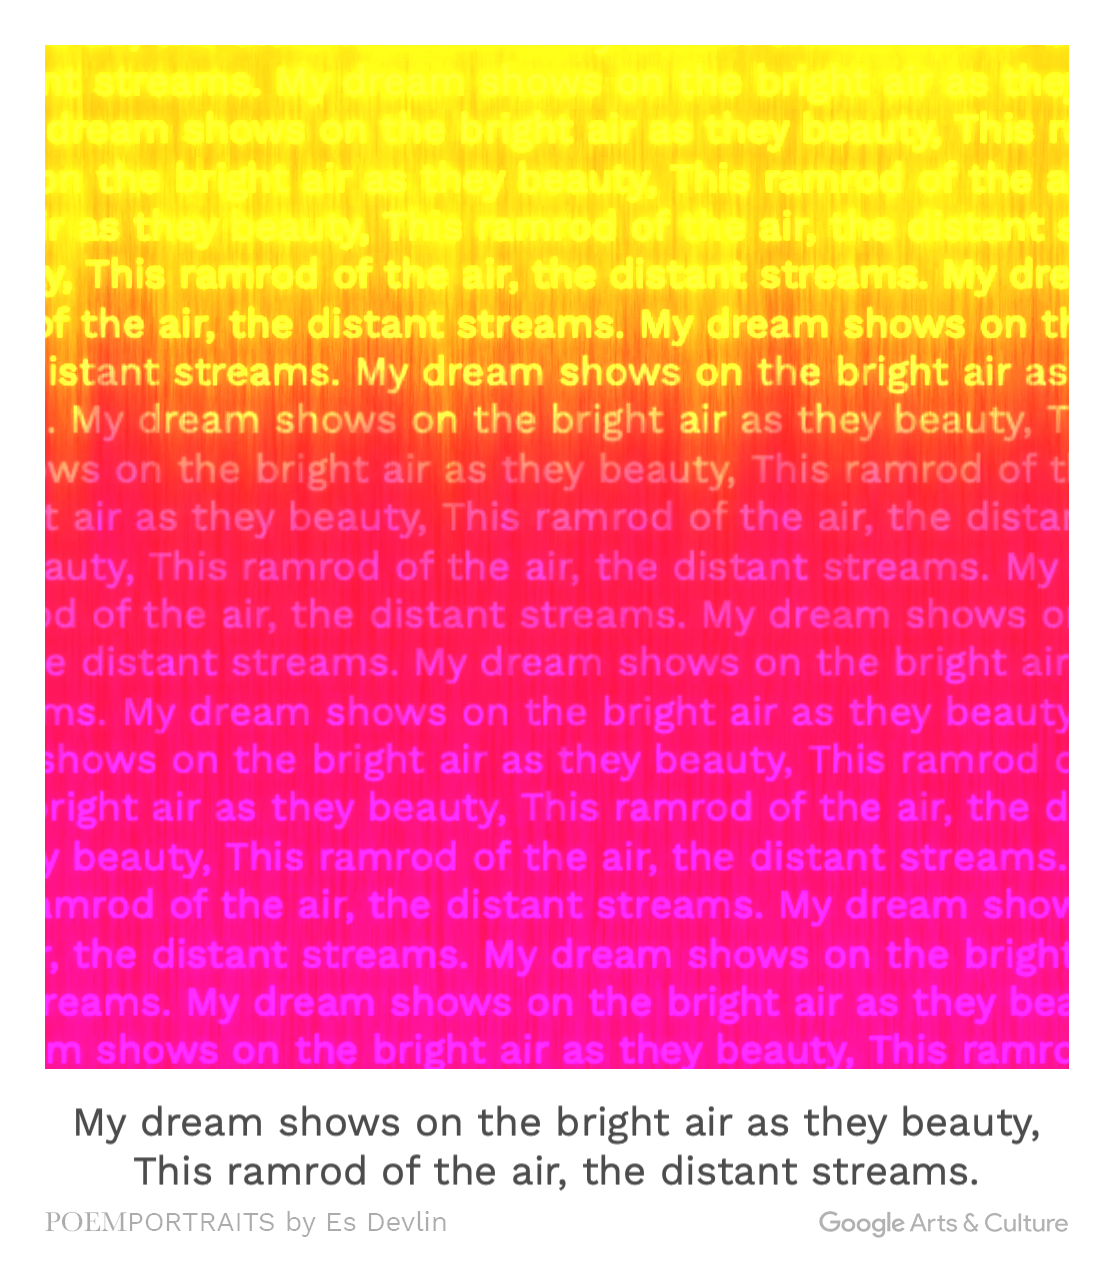 nt streams. My dream shows on the bright air as they
dream shows on the bright air as they beauty, This r
on the bright air as they beauty, This ramrod of the a
r as they beauty, This ramrod of the air, the distant s
y, This ramrod of the air, the distant streams. My dre
of the air, the distant streams. My dream shows on th
istant streams. My dream shows on the bright air as
. My dream shows on the bright air as they beauty, T
ws on the bright air as they beauty, This ramrod of t
t air as they beauty, This ramrod of the air, the distan
auty, This ramrod of the air, the distant streams. My
od of the air, the distant streams. My dream shows o
e distant streams. My dream shows on the bright air
ms. My dream shows on the bright air as they beauty
shows on the bright air as they beauty, This ramrod o
right air as they beauty, This ramrod of the air, the d
y beauty, This ramrod of the air, the distant streams.
amrod of the air, the distant streams. My dream show
r, the distant streams. My dream shows on the bright
reams. My dream shows on the bright air as they bea
m shows on the bright air as they beauty, This ramro
My dream shows on the bright air as they beauty,
This ramrod of the air, the distant streams.
POEMPORTRAITS by Es Devlin
Google Arts & Culture